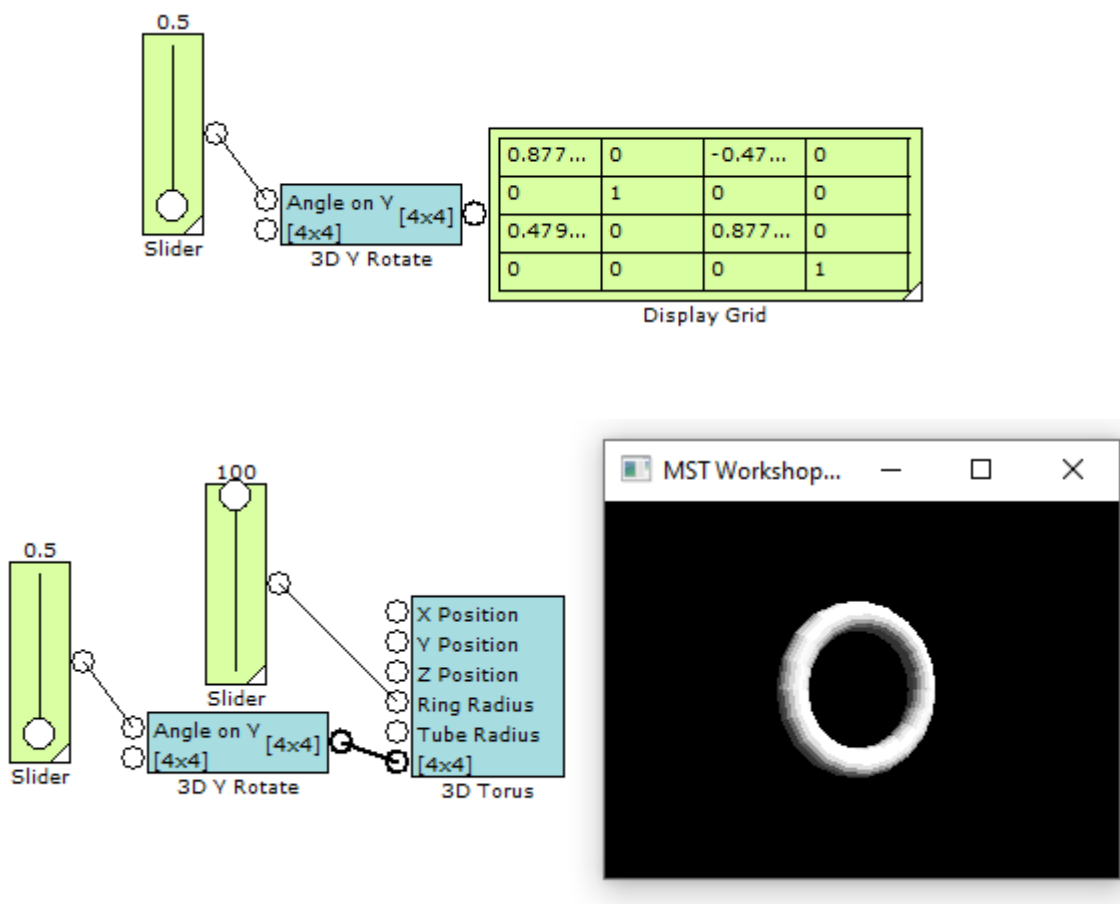 0.5
Slider
Angle on Y [4x4]
[4x4]
3D Y Rotate
0.877... 0 -0.47... 0
0 1 0 0
0.479... 0 0.877... 0
0 0 0 1
Display Grid
100
Slider
0.5
Slider
Angle on Y [4x4]
[4x4]
3D Y Rotate
X Position
Y Position
Z Position
Ring Radius
Tube Radius
[4x4]
3D Torus
MST Workshop...